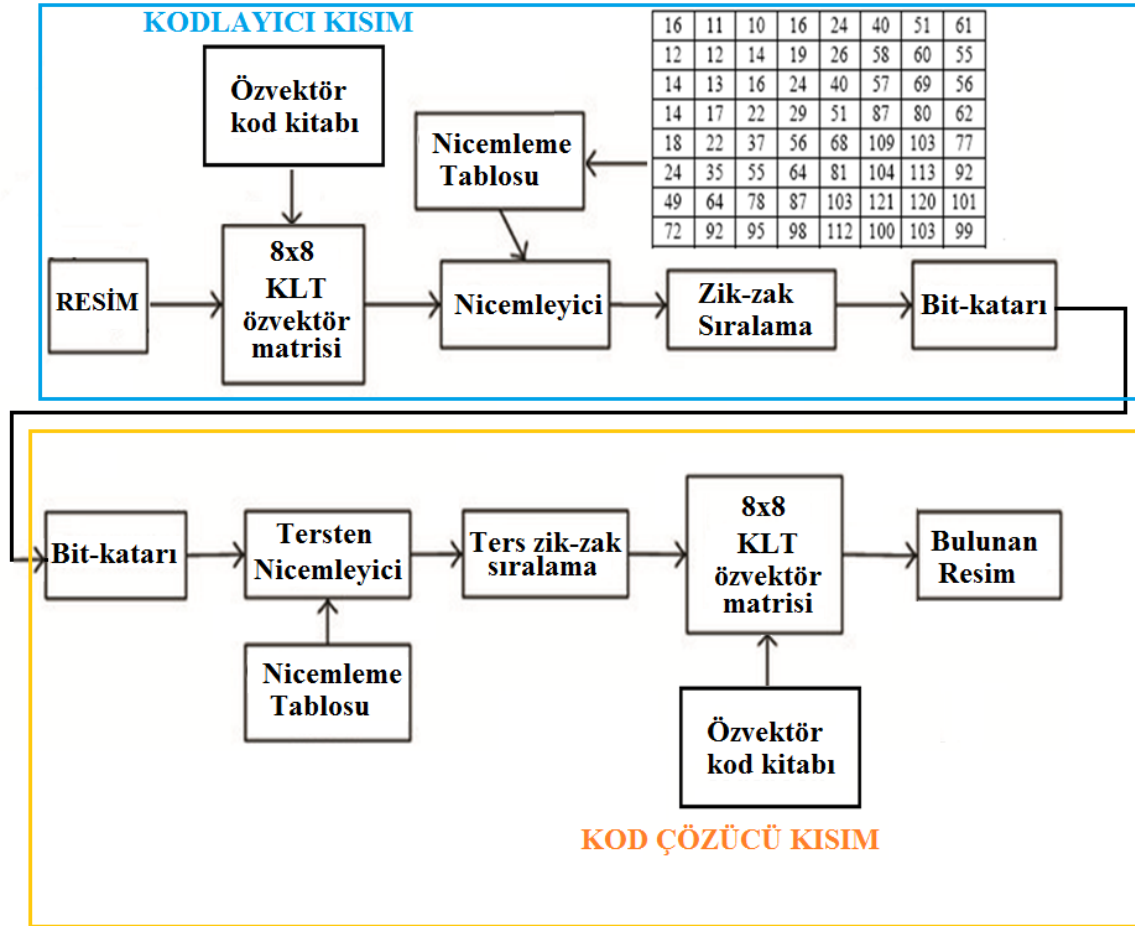 KODLAYICI KISIM
Özvektör
kod kitabı
Nicemleme
Tablosu
16 11 10 16 24 40 51 61
12 12 14 19 26 58 60 55
14 13 16 24 40 57 69 56
14 17 22 29 51 87 80 62
18 22 37 56 68 109 103 77
24 35 55 64 81 104 113 92
49 64 78 87 103 121 120 101
72 92 95 98 112 100 103 99
RESİM
8x8
KLT
özvektör
matrisi
Nicemleyici
Zik-zak
Sıralama
Bit-katarı
Bit-katarı
Tersten
Nicemleyici
Nicemleme
Tablosu
Ters zik-zak
sıralama
8x8
KLT
özvektör
matrisi
Özvektör
kod kitabı
Bulunan
Resim
KOD ÇÖZÜCÜ KISIM